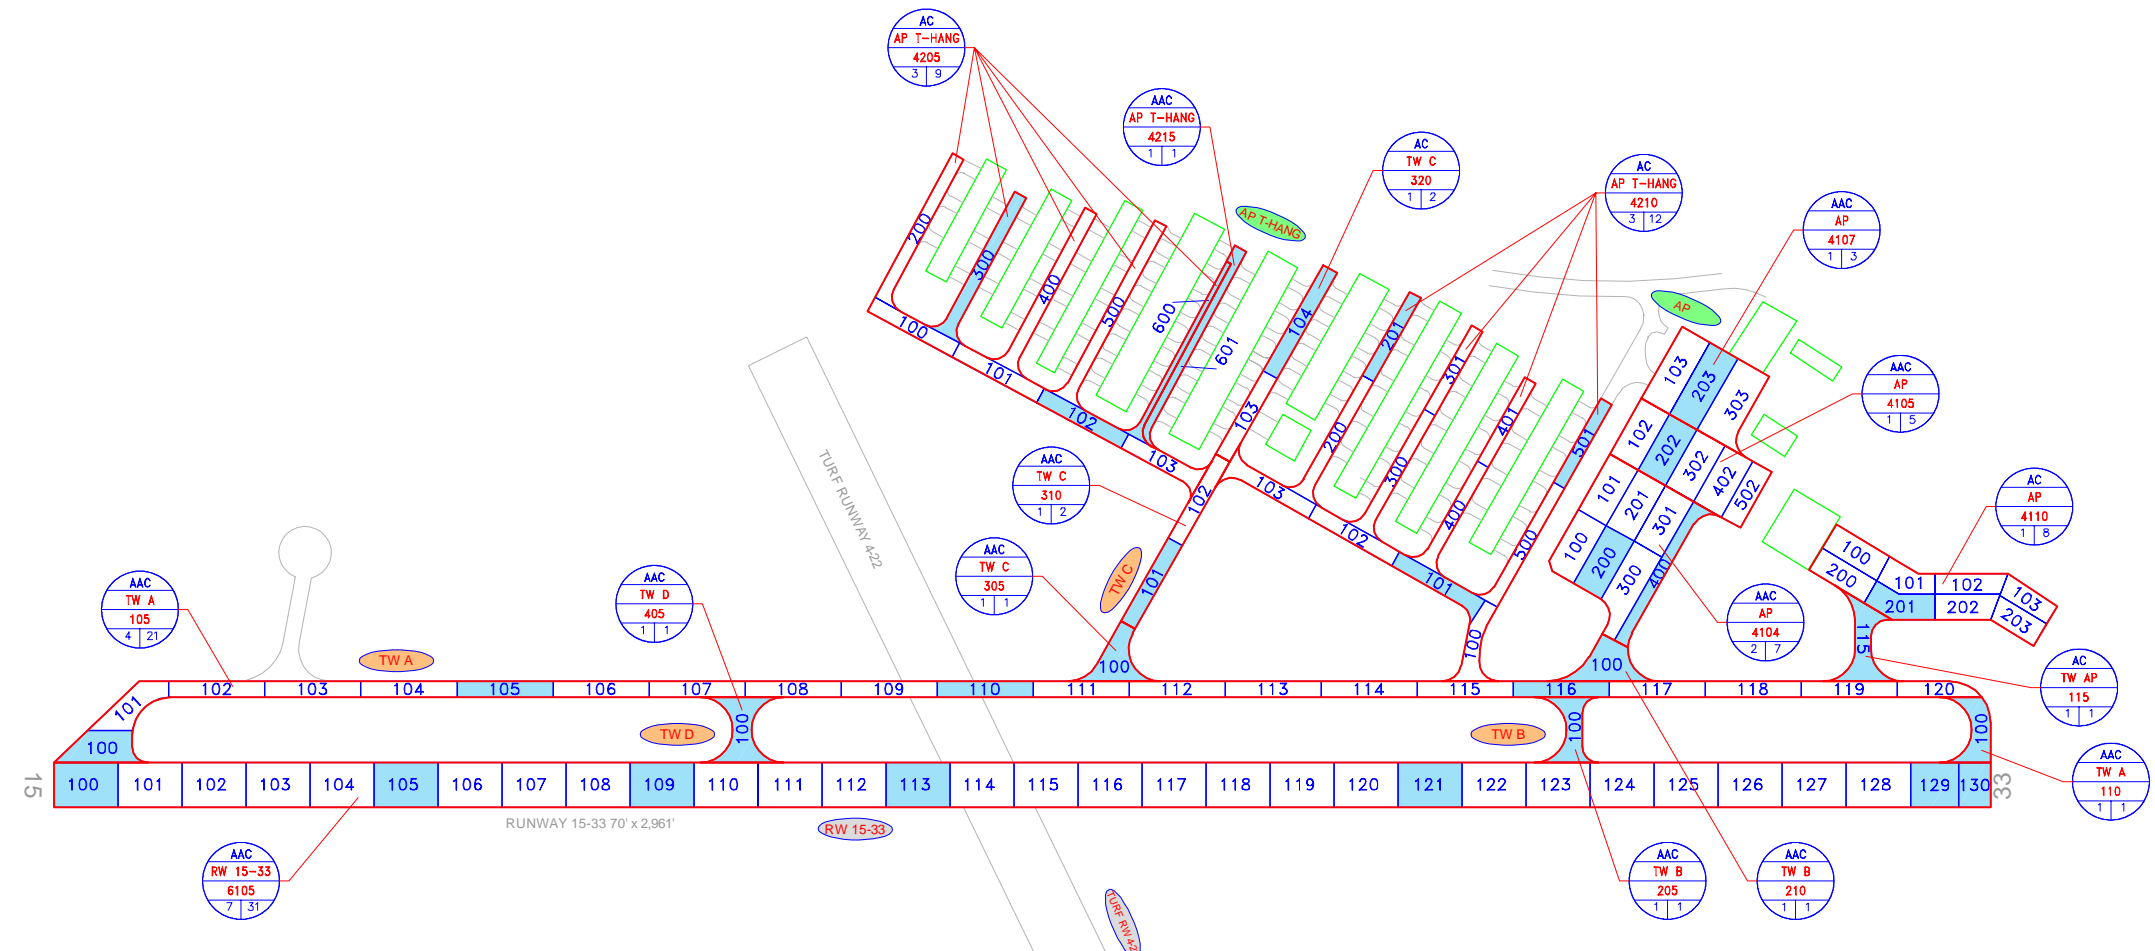 AC
AP T-HANG
4205
3 9
AAC
AP T-HANG
4215
1 1
AC
TW C
320
1 2
AC
AP T-HANG
4210
3 12
AAC
AP
4107
1 3
AAC
AP
4105
1 5
AC
AP
4110
1 8
AAC
AP
4104
2 7
AC
TW AP
115
1 1
AAC
TW A
110
1 1
AAC
TW C
310
1 2
AAC
TW C
305
1 1
AAC
TW D
405
1 1
AAC
TW A
105
4 21
AAC
RW 15-33
6105
7 31
AAC
TW B
205
1 1
AAC
TW B
210
1 1
AP T-HANG
AP
TW C
TW A
TW D
TW B
RW 15-33
TURF RUNWAY 4-22
RUNWAY 15-33 70' x 2,961'
15
33
200
300
400
500
600
601
100
101
102
103
104
103
102
101
100
201
200
301
300
401
400
501
500
103
102
101
100
103
203
303
102
202
302
402
502
101
201
301
100
200
300
400
100
100
101
102
103
200
201
202
203
115
101
100
102 103 104 105 106 107 108 109 110 111 112 113 114 115 116 117 118 119 120
100
100
100
100 101 102 103 104 105 106 107 108 109 110 111 112 113 114 115 116 117 118 119 120 121 122 123 124 125 126 127 128 129 130